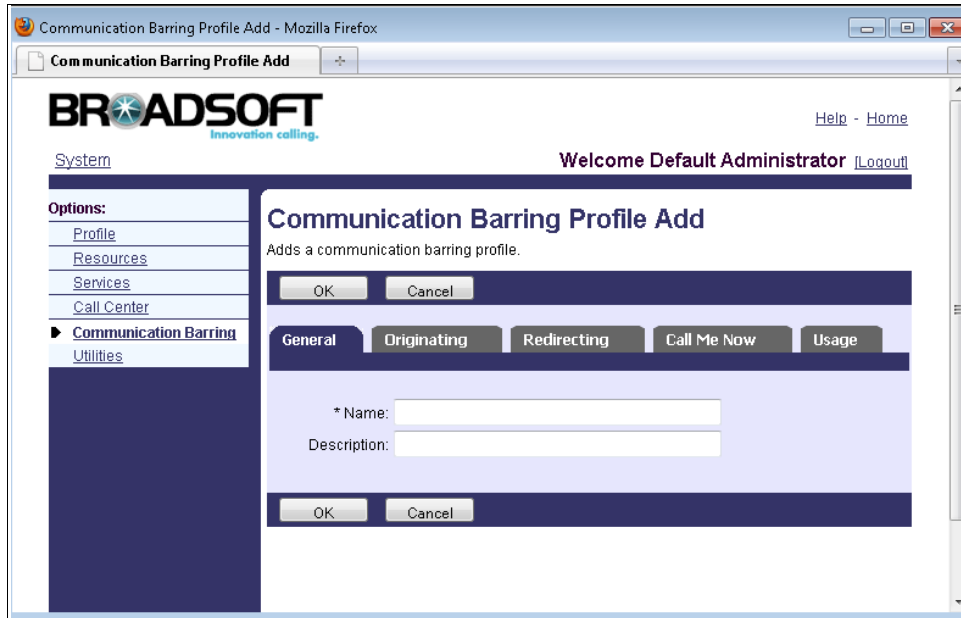 Communication Barring Profile Add - Mozilla Firefox
Communication Barring Profile Add
BROADSOFT
Innovation calling.
Help - Home
System
Welcome Default Administrator [Logout]
Options:
Profile
Resources
Services
Call Center
Communication Barring
Utilities
Communication Barring Profile Add
Adds a communication barring profile.
OK Cancel
General Originating Redirecting Call Me Now Usage
* Name:
Description:
OK Cancel